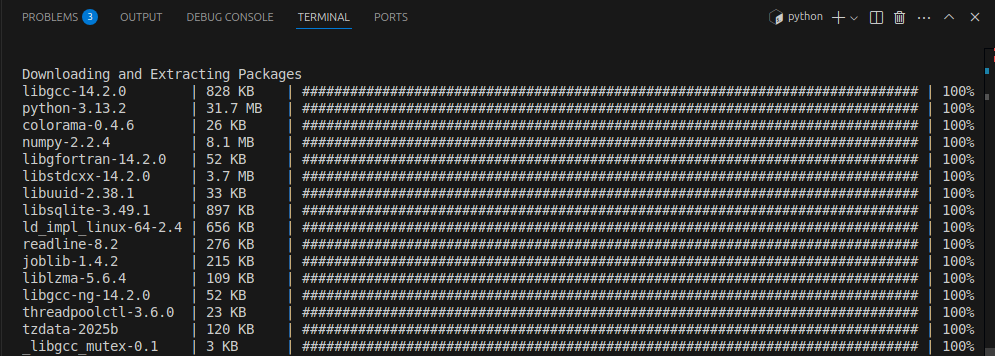 PROBLEMS 3 OUTPUT DEBUG CONSOLE TERMINAL PORTS python
Downloading and Extracting Packages
libgcc-14.2.0 | 828 KB | ############################################################################# | 100%
python-3.13.2 | 31.7 MB | ############################################################################# | 100%
colorama-0.4.6 | 26 KB | ############################################################################# | 100%
numpy-2.2.4 | 8.1 MB | ############################################################################# | 100%
libgfortran-14.2.0 | 52 KB | ############################################################################# | 100%
libstdcxx-14.2.0 | 3.7 MB | ############################################################################# | 100%
libuuid-2.38.1 | 33 KB | ############################################################################# | 100%
libsqlite-3.49.1 | 897 KB | ############################################################################# | 100%
ld_impl_linux-64-2.4 | 656 KB | ############################################################################# | 100%
readline-8.2 | 276 KB | ############################################################################# | 100%
joblib-1.4.2 | 215 KB | ############################################################################# | 100%
liblzma-5.6.4 | 109 KB | ############################################################################# | 100%
libgcc-ng-14.2.0 | 52 KB | ############################################################################# | 100%
threadpoolctl-3.6.0 | 23 KB | ############################################################################# | 100%
tzdata-2025b | 120 KB | ############################################################################# | 100%
_libgcc_mutex-0.1 | 3 KB | ############################################################################# | 100%